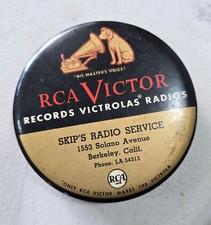 "HIS MASTER'S VOICE"
RCA VICTOR
RECORDS VICTROLAS RADIOS
SKIP'S RADIO SERVICE
1553 Solano Avenue
Berkeley, Calif.
Phone, LA-54313
RCA
"ONLY RCA VICTOR MAKES THE VICTROLA"